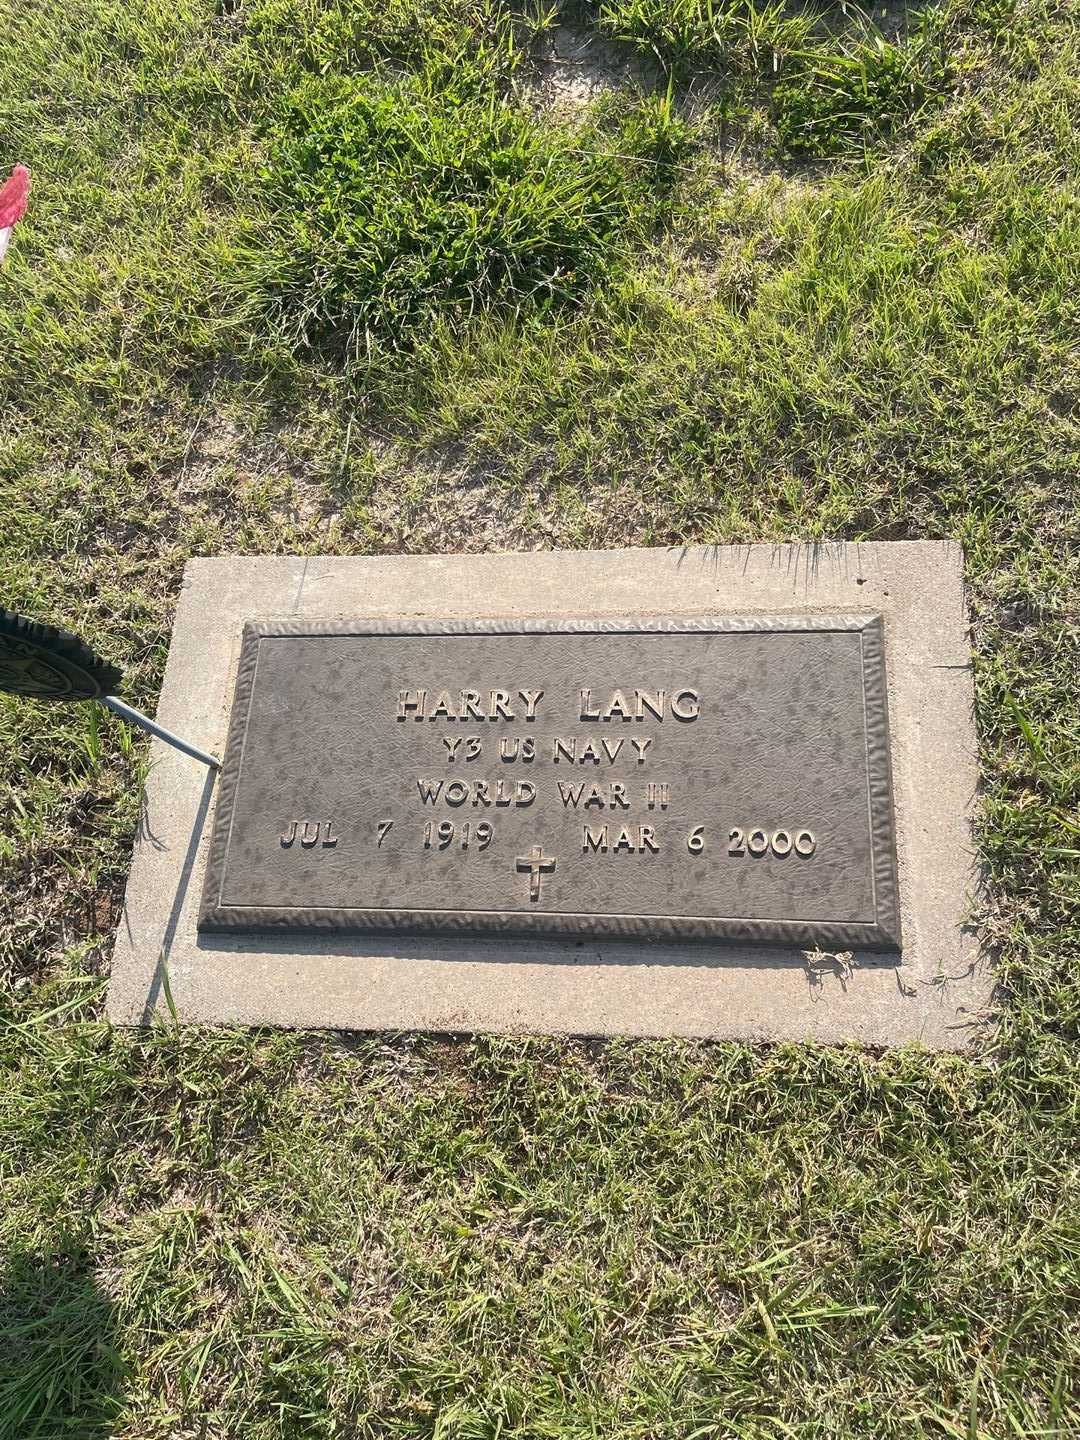 HARRY LANG
Y3 US NAVY
WORLD WAR II
JUL 7 1919 MAR 6 2000